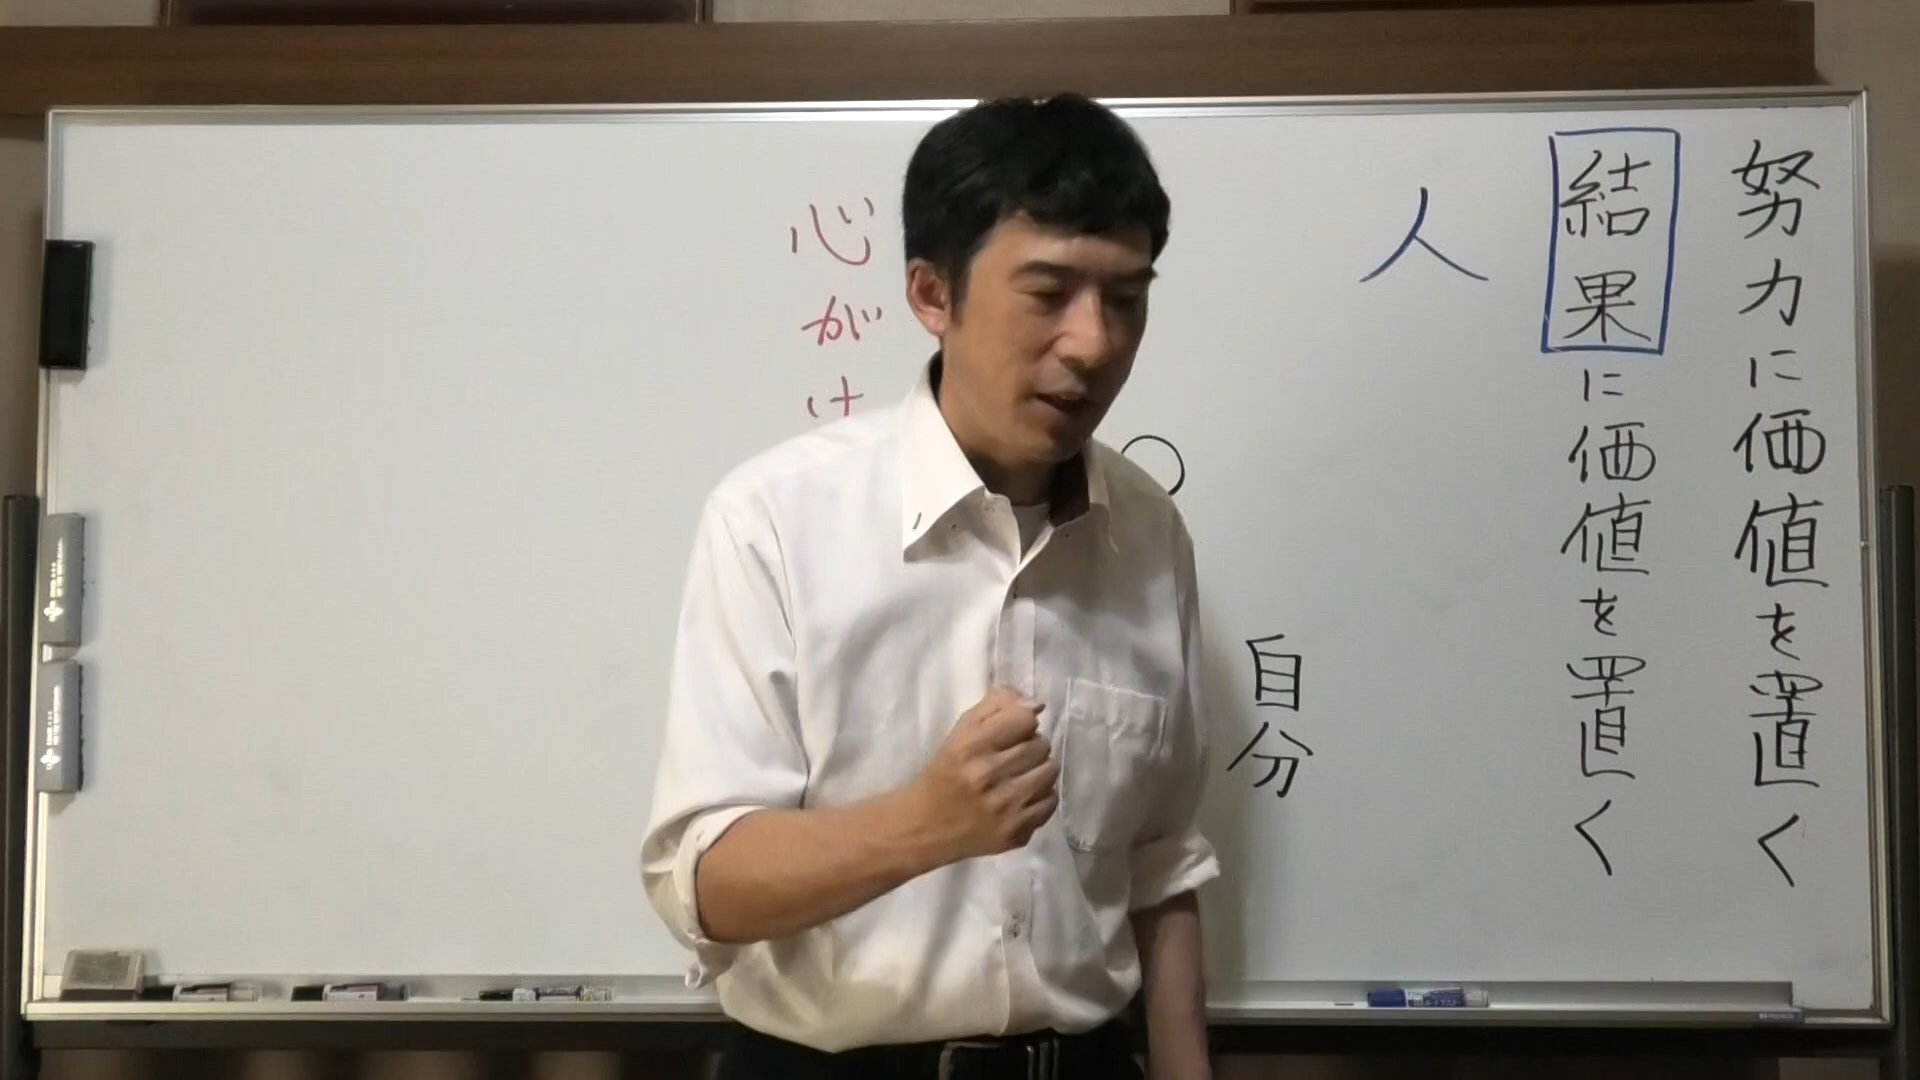 努力に価値を置く
結果に価値を置く
人
自分
心がけ